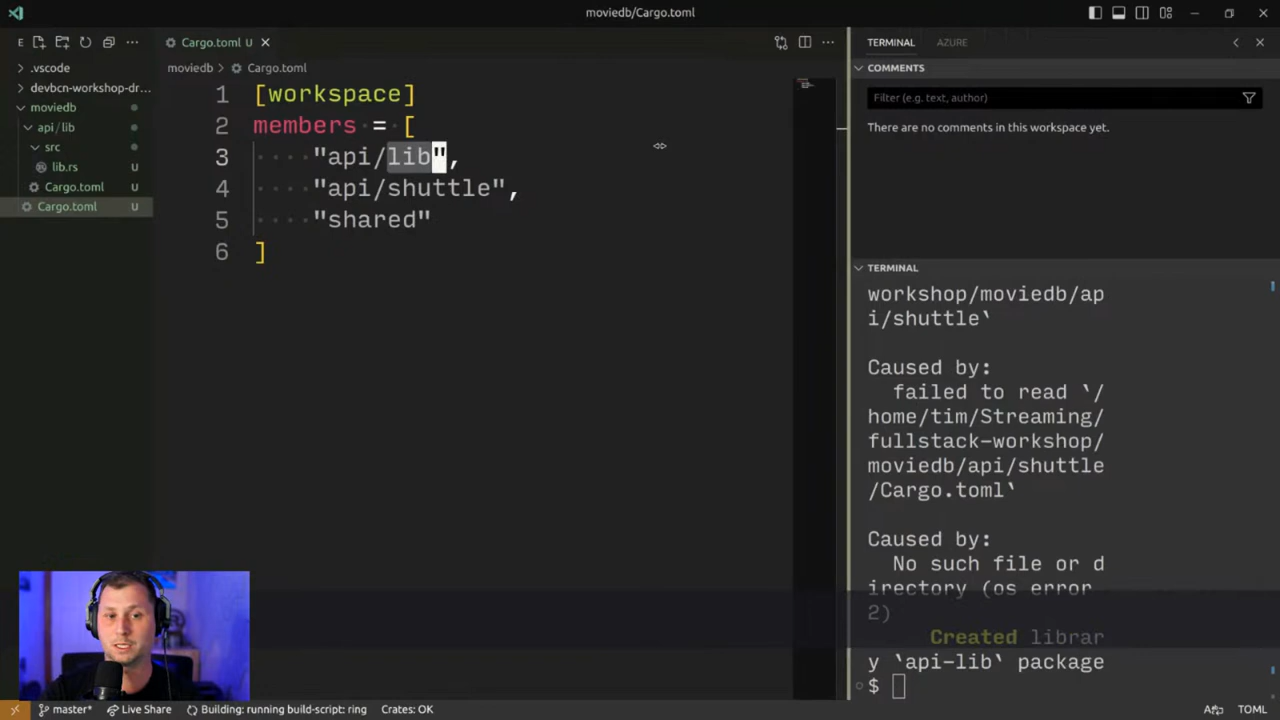 moviedb/Cargo.toml
E
Cargo.toml U
TERMINAL
AZURE
.vscode
devbcn-workshop-dr...
moviedb
api/lib
src
lib.rs U
Cargo.toml U
Cargo.toml U
moviedb > Cargo.toml
1 [workspace]
2 members = [
3 "api/lib",
4 "api/shuttle",
5 "shared"
6 ]
COMMENTS
Filter (e.g. text, author)
There are no comments in this workspace yet.
TERMINAL
workshop/moviedb/ap
i/shuttle`
Caused by:
failed to read `/
home/tim/Streaming/
fullstack-workshop/
moviedb/api/shuttle
/Cargo.toml`
Caused by:
No such file or d
irectory (os error
2)
Created librar
y `api-lib` package
$
master*
Live Share
Building: running build-script: ring
Crates: OK
TOML